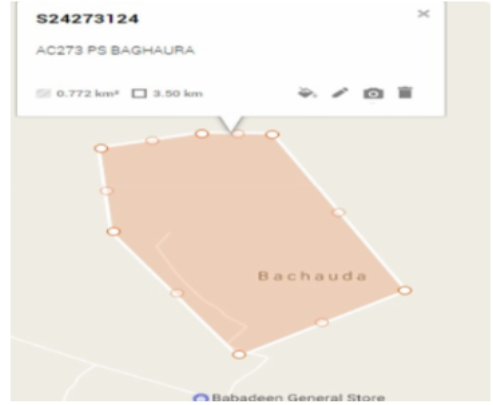 S24273124
AC273 PS BAGHAURA
0.772 km² 3.50 km
Bachauda
Babadeen General Store